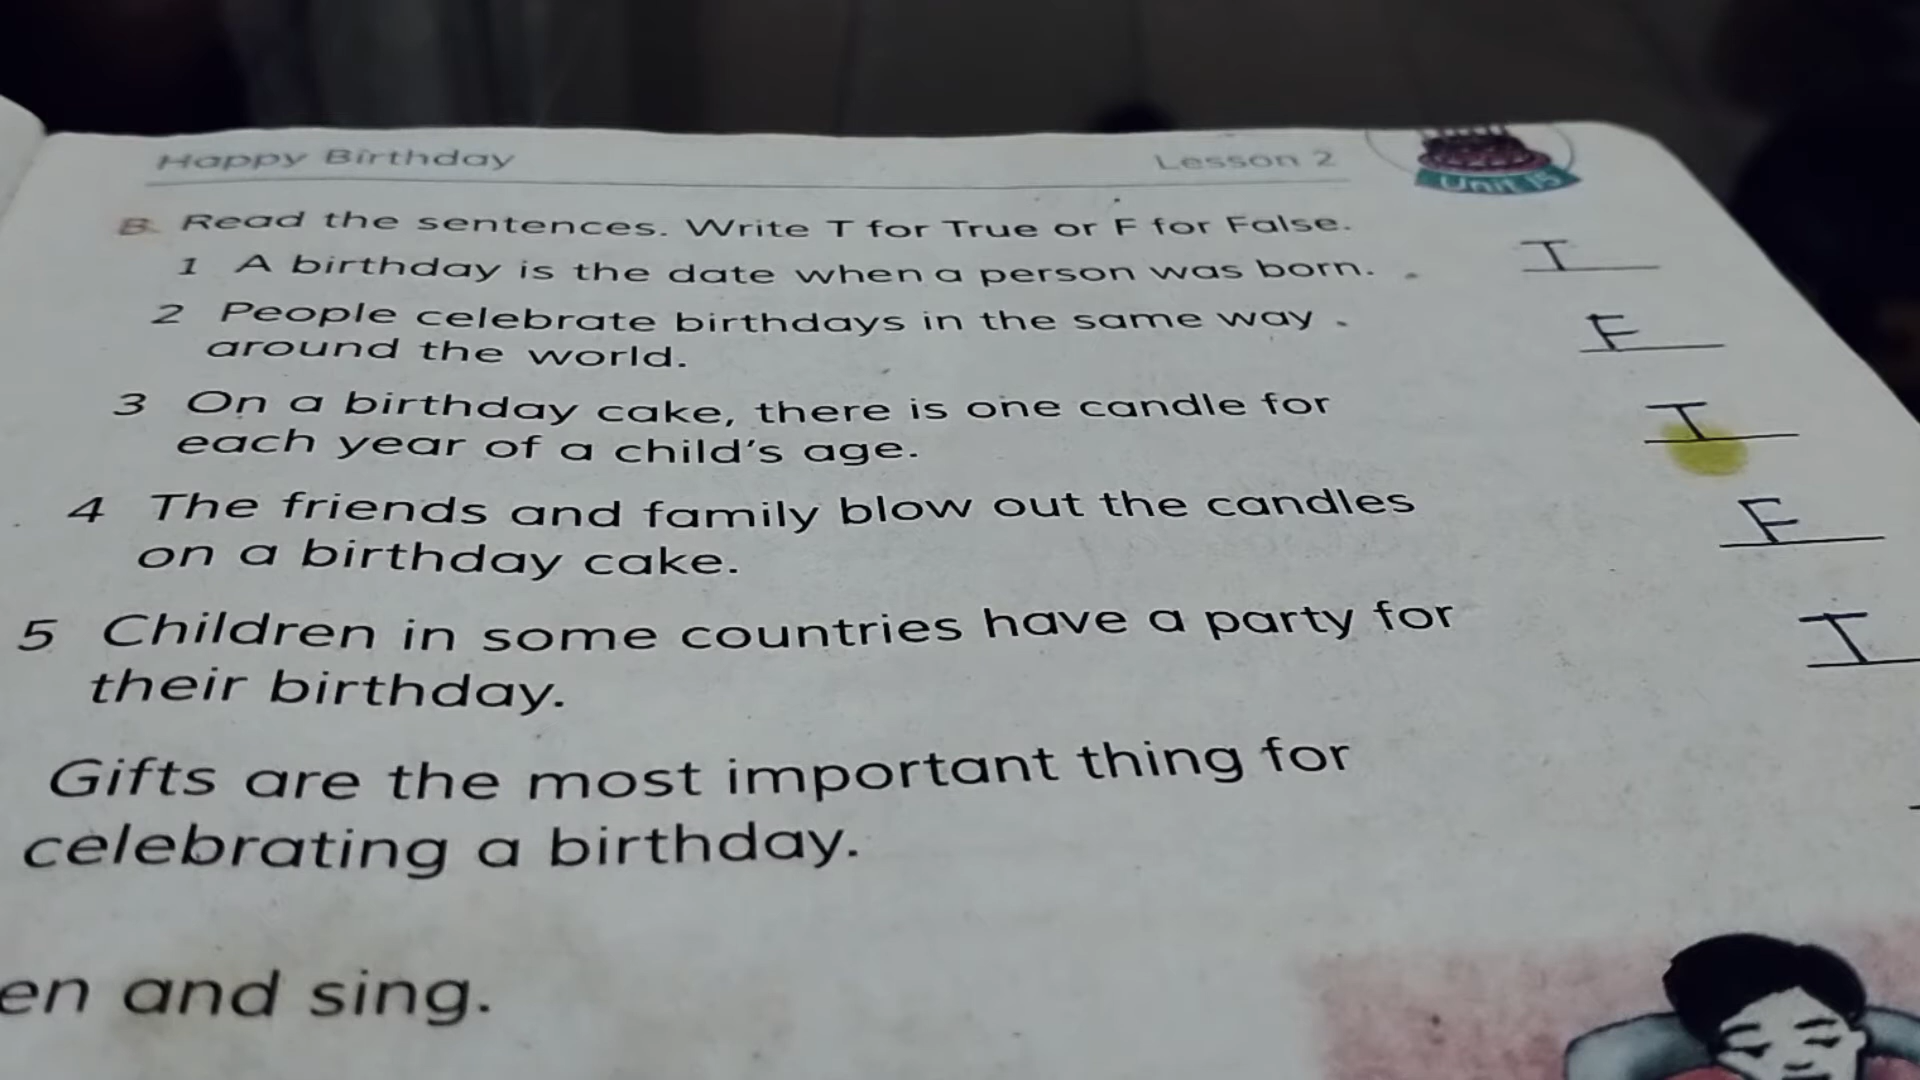 Happy Birthday Lesson 2
Unit 15
B. Read the sentences. Write T for True or F for False.
1 A birthday is the date when a person was born. T
2 People celebrate birthdays in the same way F
around the world.
3 On a birthday cake, there is one candle for T
each year of a child's age.
4 The friends and family blow out the candles F
on a birthday cake.
5 Children in some countries have a party for T
their birthday.
Gifts are the most important thing for
celebrating a birthday.
en and sing.